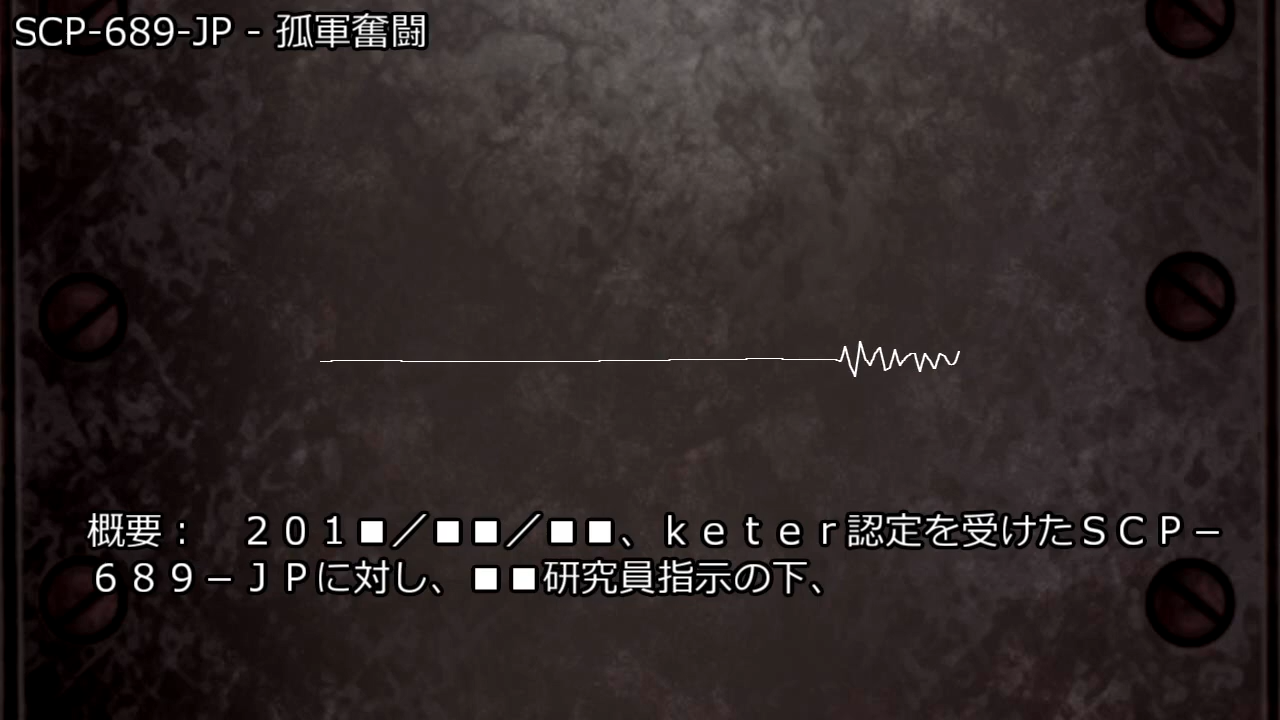 SCP-689-JP - 孤軍奮闘
概要：　２０１■／■■／■■、ｋｅｔｅｒ認定を受けたＳＣＰ－
６８９－ＪＰに対し、■■研究員指示の下、